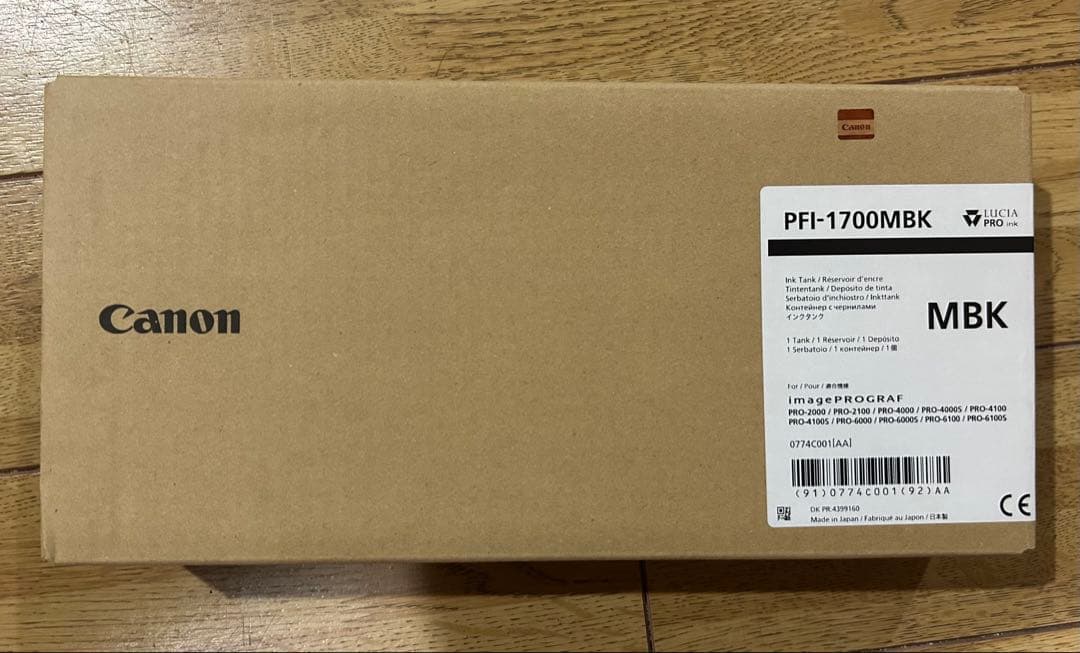 Canon
Canon
PFI-1700MBK
LUCIA
PRO ink
Ink Tank / Réservoir d'encre
Tintentank / Depósito de tinta
Serbatoio d'inchiostro / Inkttank
Контейнер с чернилами
インクタンク
MBK
1 Tank / 1 Réservoir / 1 Depósito
1 Serbatoio / 1 контейнер / 1 個
For / Pour / 適合機種
imagePROGRAF
PRO-2000 / PRO-2100 / PRO-4000 / PRO-4000S / PRO-4100
PRO-4100S / PRO-6000 / PRO-6000S / PRO-6100 / PRO-6100S
0774C001[AA]
(91)0774C001(92)AA
DK PR-4399160
Made in Japan / Fabriqué au Japon / 日本製
CE